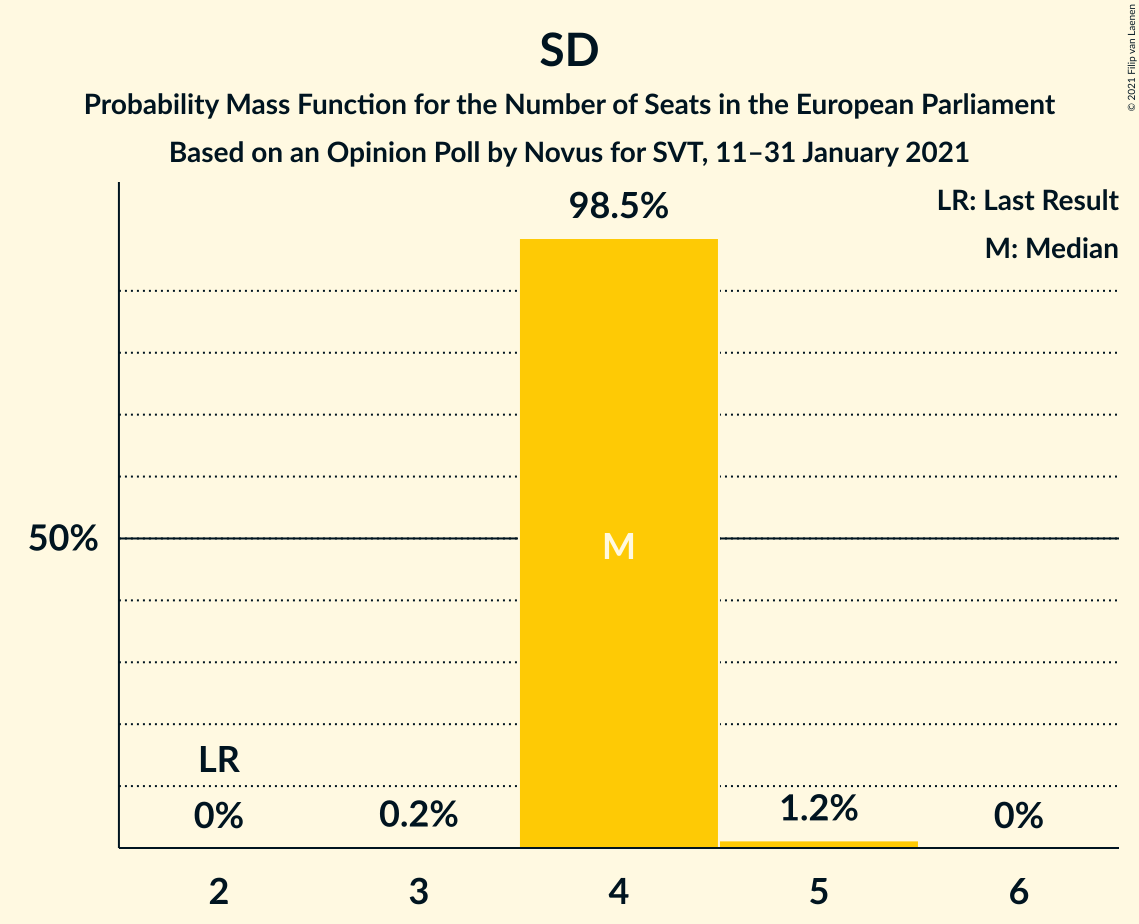 SD
Probability Mass Function for the Number of Seats in the European Parliament
Based on an Opinion Poll by Novus for SVT, 11–31 January 2021
© 2021 Filip van Laenen
LR: Last Result
M: Median
98.5%
50%
M
LR
0%
0.2%
1.2%
0%
2
3
4
5
6